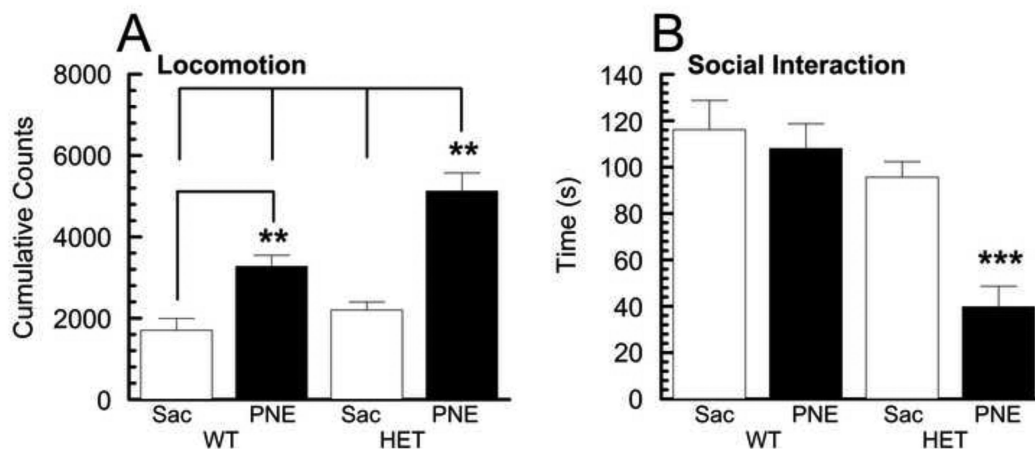 A
Locomotion
Cumulative Counts
8000
6000
4000
2000
0
**
**
Sac PNE Sac PNE
WT HET
B
Social Interaction
Time (s)
140
120
100
80
60
40
20
0
***
Sac PNE Sac PNE
WT HET